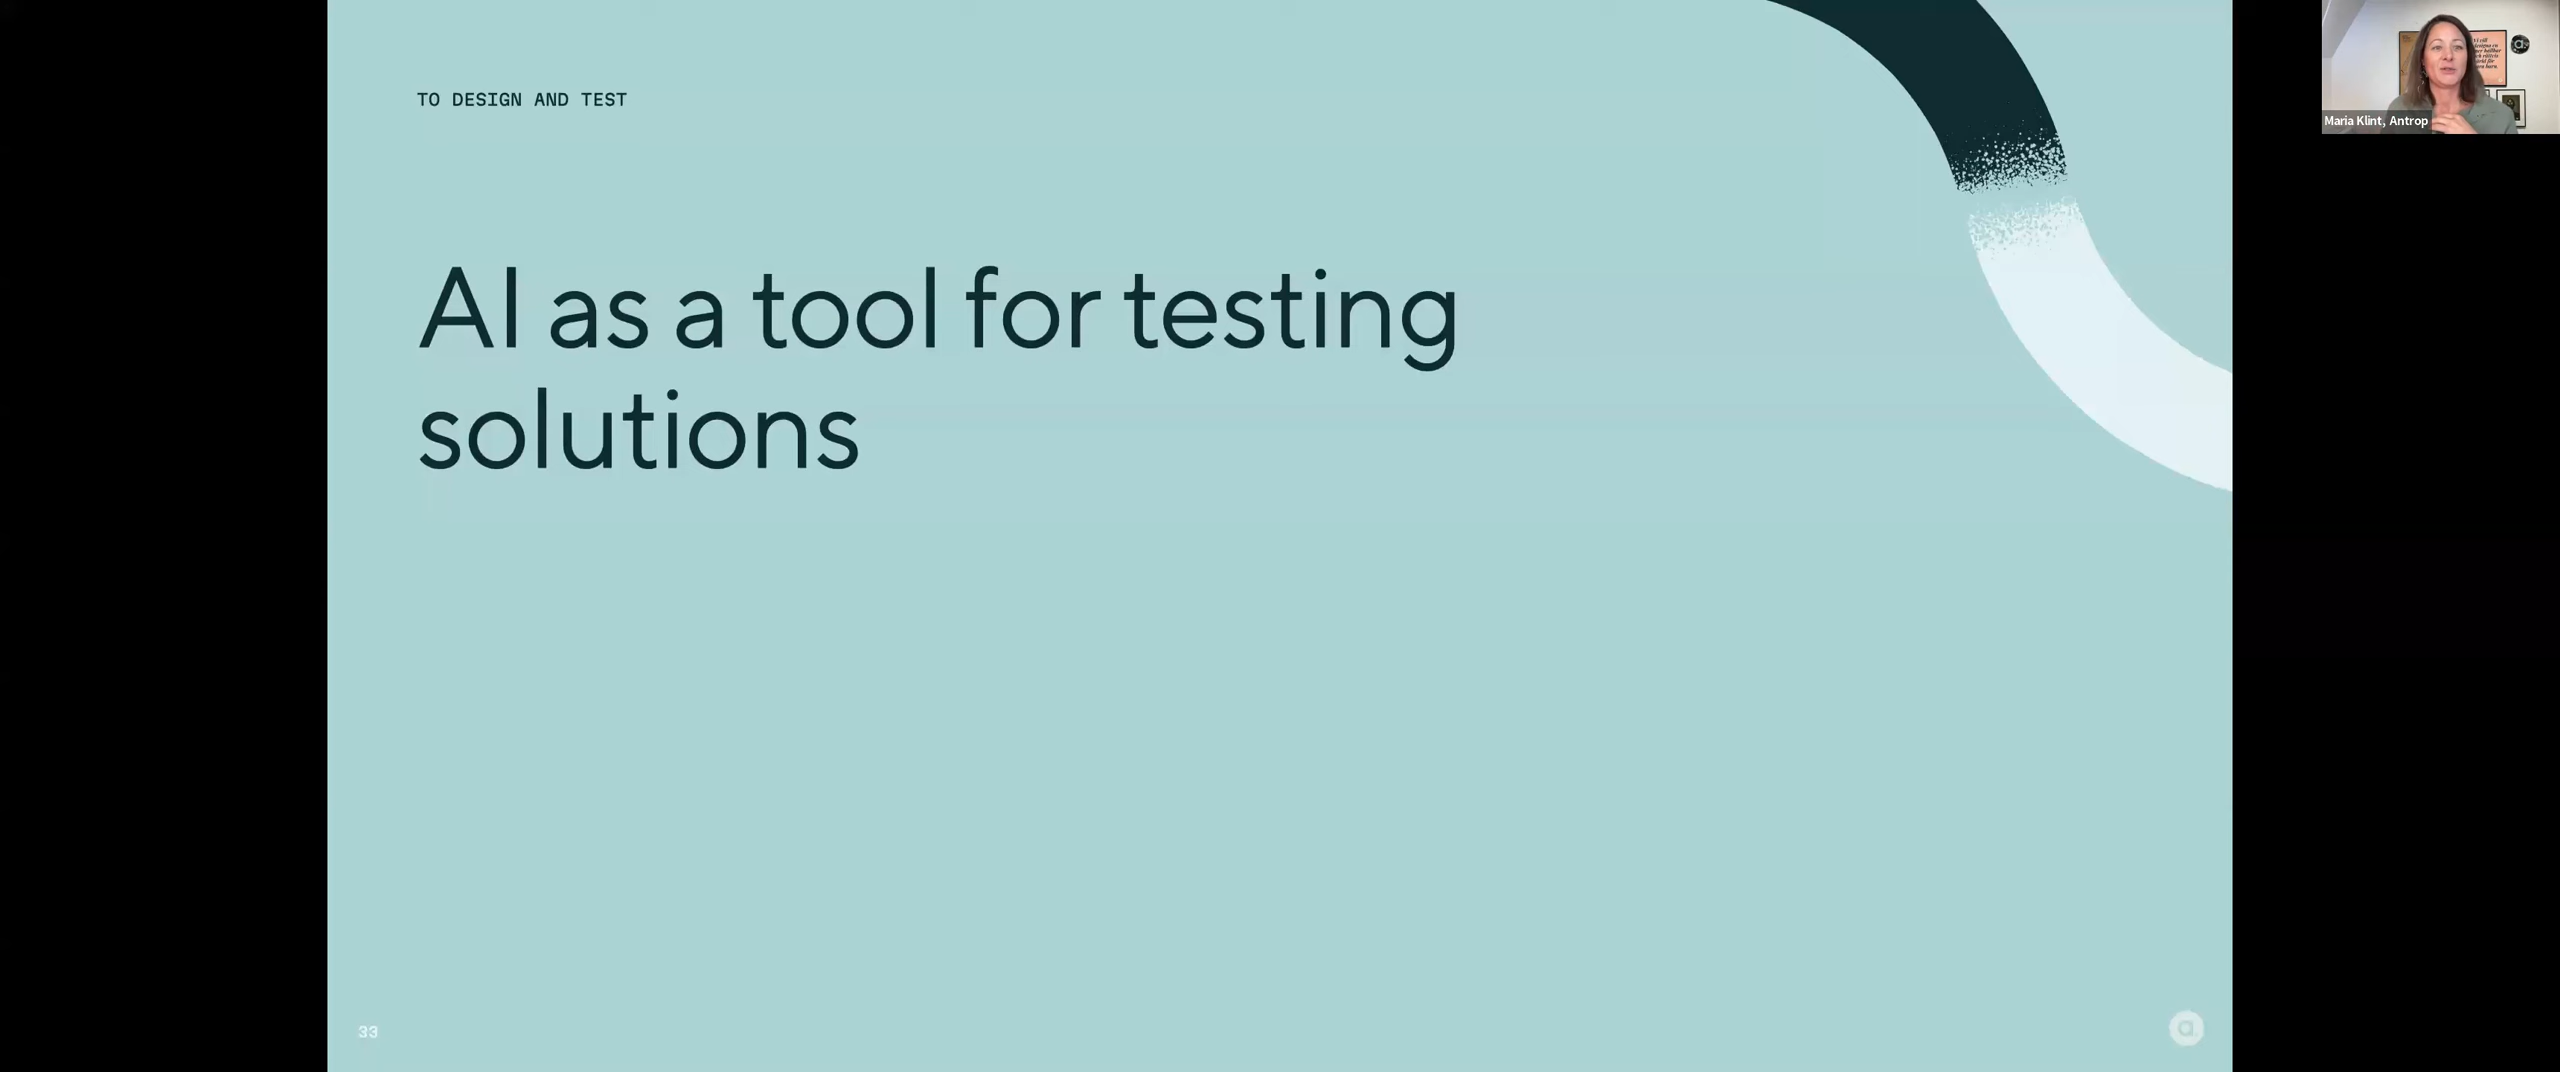 TO DESIGN AND TEST
AI as a tool for testing
solutions
33
a
Maria Klint, Antrop